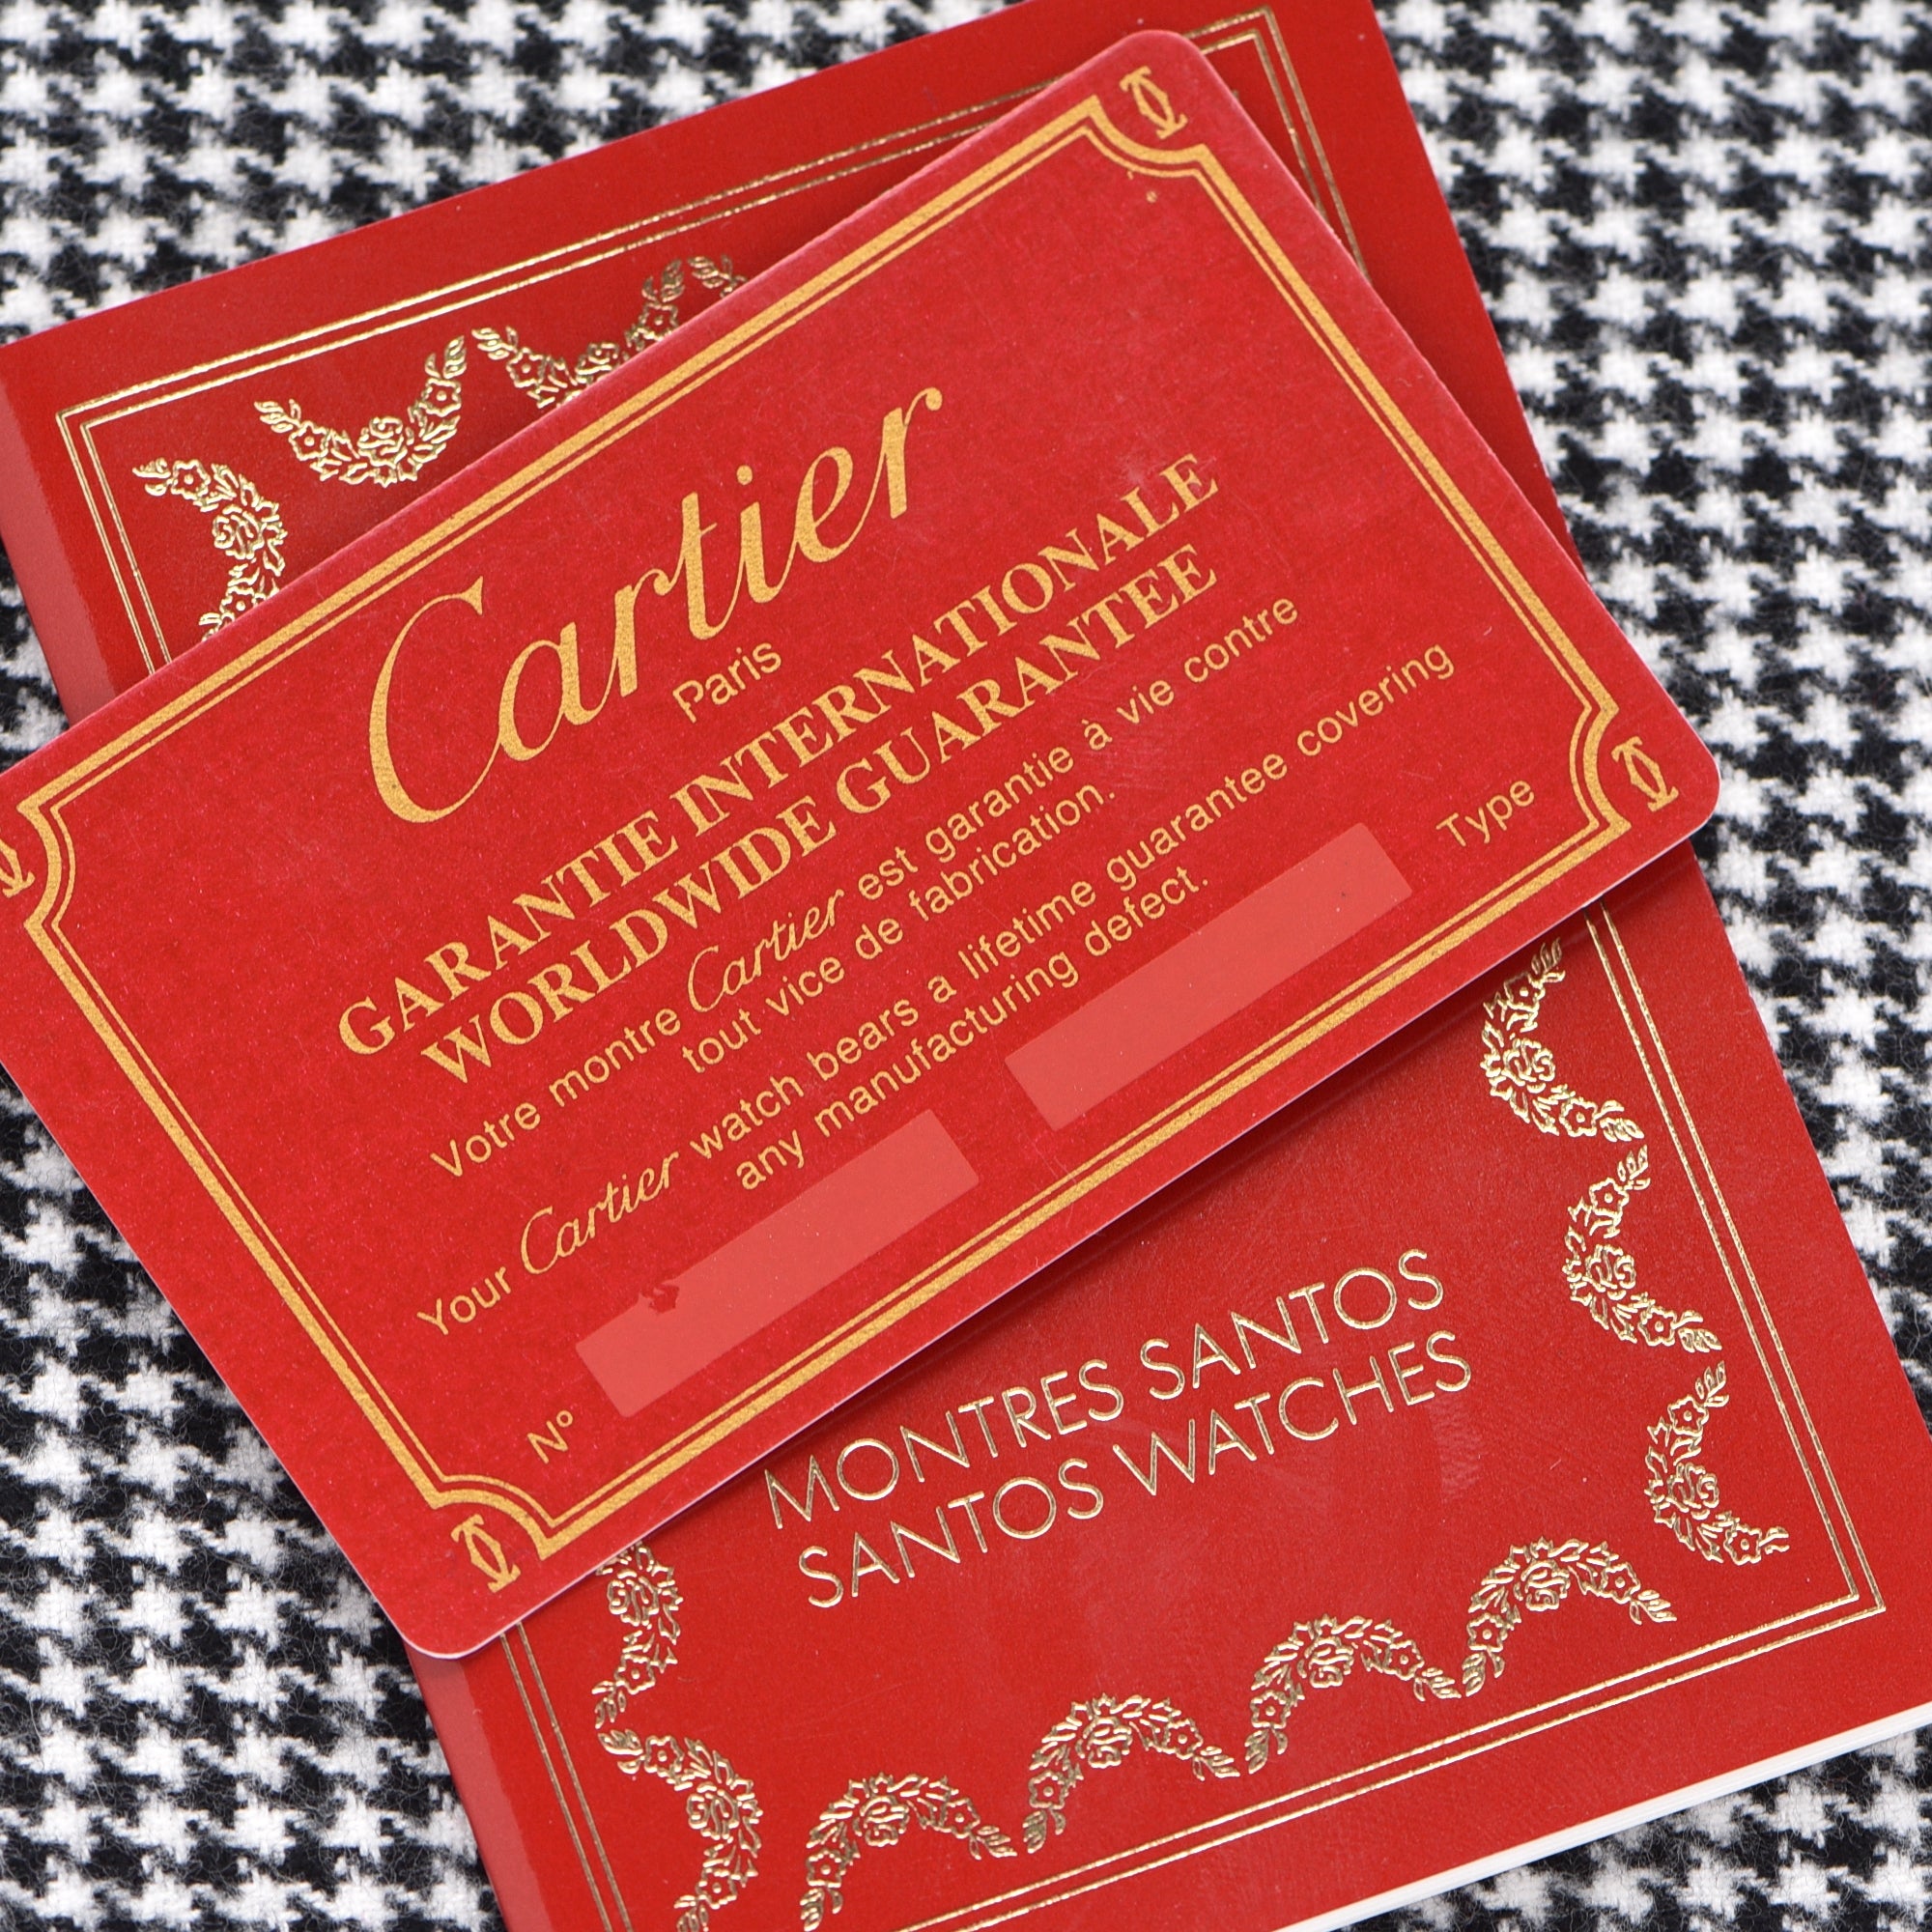 Cartier
Paris
GARANTIE INTERNATIONALE
WORLDWIDE GUARANTEE
Votre montre Cartier est garantie à vie contre
tout vice de fabrication.
Your Cartier watch bears a lifetime guarantee covering
any manufacturing defect.
N° Type
MONTRES SANTOS
SANTOS WATCHES